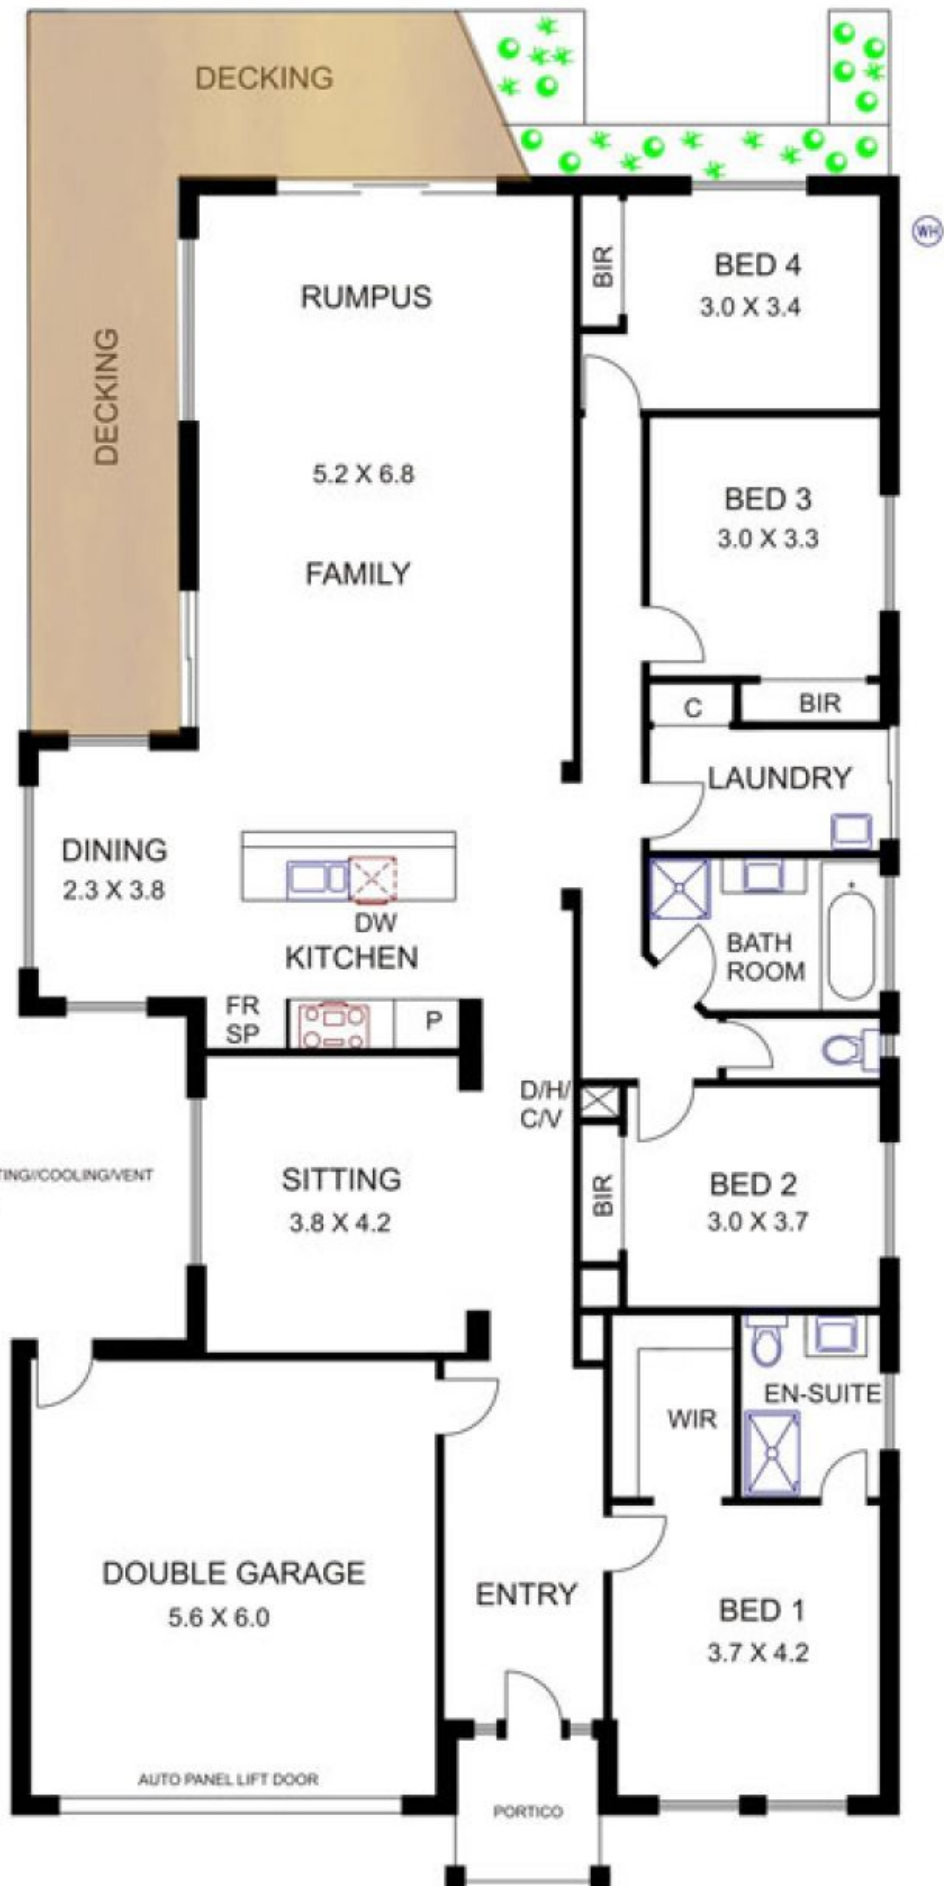 DECKING
WH
BED 4
3.0 X 3.4
BIR
RUMPUS
DECKING
5.2 X 6.8
BED 3
3.0 X 3.3
FAMILY
C
BIR
LAUNDRY
DINING
2.3 X 3.8
DW
KITCHEN
BATH
ROOM
FR
SP
P
D/H/
C/V
TING//COOLING/VENT
SITTING
3.8 X 4.2
BIR
BED 2
3.0 X 3.7
EN-SUITE
WIR
DOUBLE GARAGE
5.6 X 6.0
ENTRY
BED 1
3.7 X 4.2
AUTO PANEL LIFT DOOR
PORTICO